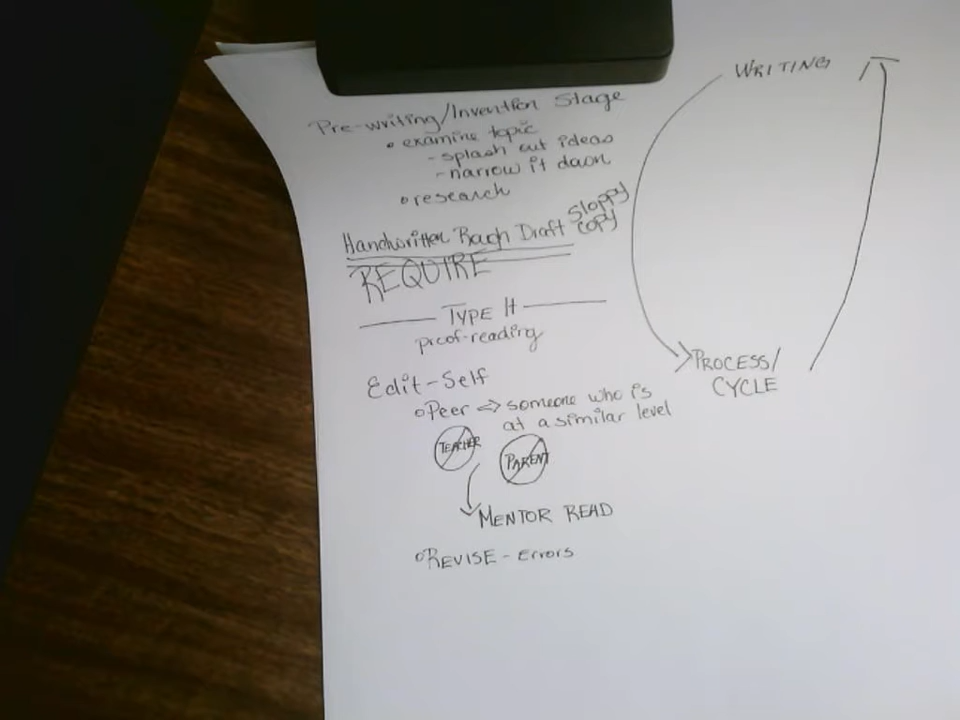 Pre-writing/Invention Stage
• examine topic
- splash out ideas
- narrow it down
• research
Handwritten Rough Draft sloppy copy
REQUIRE
TYPE It
proof-reading
Edit - Self
• Peer ⇔ someone who is
at a similar level
TEACHER PARENT
MENTOR READ
• REVISE - Errors
WRITING
PROCESS/
CYCLE